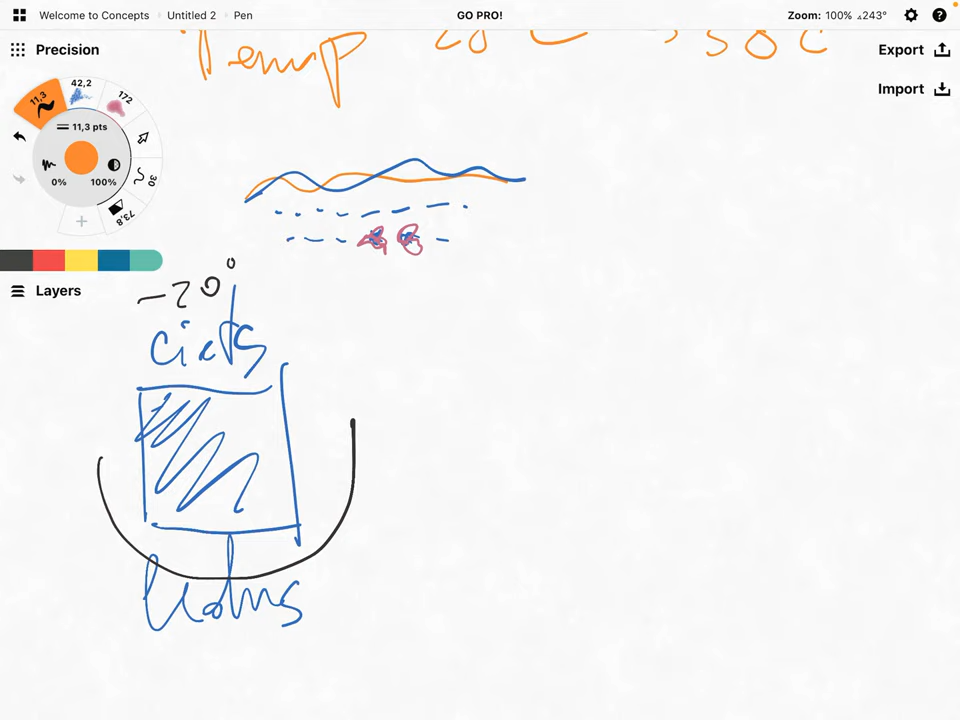 Welcome to Concepts Untitled 2 Pen GO PRO! Zoom: 100% ⊿243°
Precision Export
Import
11,3 42,2 172
11,3 pts
0% 100%
30
73,8
Layers
Temp
-20°
ciets